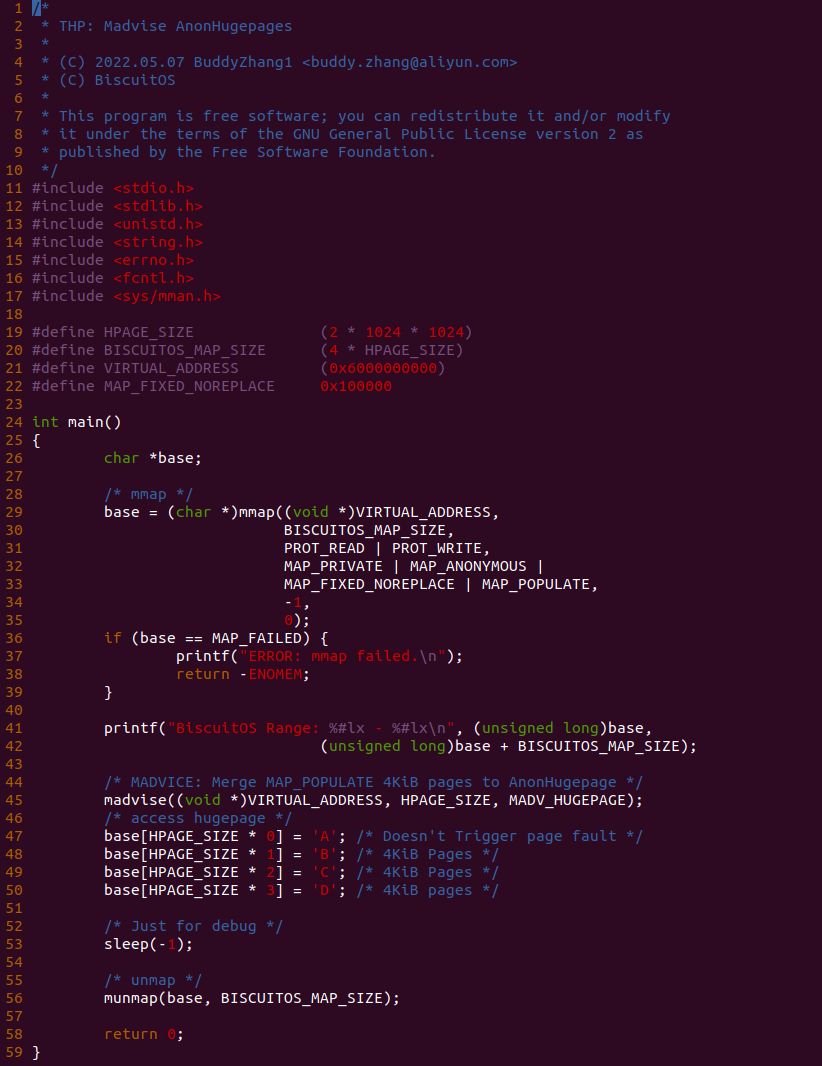 1 /*
2  * THP: Madvise AnonHugepages
3  *
4  * (C) 2022.05.07 BuddyZhang1 <buddy.zhang@aliyun.com>
5  * (C) BiscuitOS
6  *
7  * This program is free software; you can redistribute it and/or modify
8  * it under the terms of the GNU General Public License version 2 as
9  * published by the Free Software Foundation.
10  */
11 #include <stdio.h>
12 #include <stdlib.h>
13 #include <unistd.h>
14 #include <string.h>
15 #include <errno.h>
16 #include <fcntl.h>
17 #include <sys/mman.h>
18
19 #define HPAGE_SIZE              (2 * 1024 * 1024)
20 #define BISCUITOS_MAP_SIZE      (4 * HPAGE_SIZE)
21 #define VIRTUAL_ADDRESS         (0x6000000000)
22 #define MAP_FIXED_NOREPLACE     0x100000
23
24 int main()
25 {
26         char *base;
27
28         /* mmap */
29         base = (char *)mmap((void *)VIRTUAL_ADDRESS,
30                             BISCUITOS_MAP_SIZE,
31                             PROT_READ | PROT_WRITE,
32                             MAP_PRIVATE | MAP_ANONYMOUS |
33                             MAP_FIXED_NOREPLACE | MAP_POPULATE,
34                             -1,
35                             0);
36         if (base == MAP_FAILED) {
37                 printf("ERROR: mmap failed.\n");
38                 return -ENOMEM;
39         }
40
41         printf("BiscuitOS Range: %#lx - %#lx\n", (unsigned long)base,
42                                 (unsigned long)base + BISCUITOS_MAP_SIZE);
43
44         /* MADVICE: Merge MAP_POPULATE 4KiB pages to AnonHugepage */
45         madvise((void *)VIRTUAL_ADDRESS, HPAGE_SIZE, MADV_HUGEPAGE);
46         /* access hugepage */
47         base[HPAGE_SIZE * 0] = 'A'; /* Doesn't Trigger page fault */
48         base[HPAGE_SIZE * 1] = 'B'; /* 4KiB Pages */
49         base[HPAGE_SIZE * 2] = 'C'; /* 4KiB Pages */
50         base[HPAGE_SIZE * 3] = 'D'; /* 4KiB pages */
51
52         /* Just for debug */
53         sleep(-1);
54
55         /* unmap */
56         munmap(base, BISCUITOS_MAP_SIZE);
57
58         return 0;
59 }